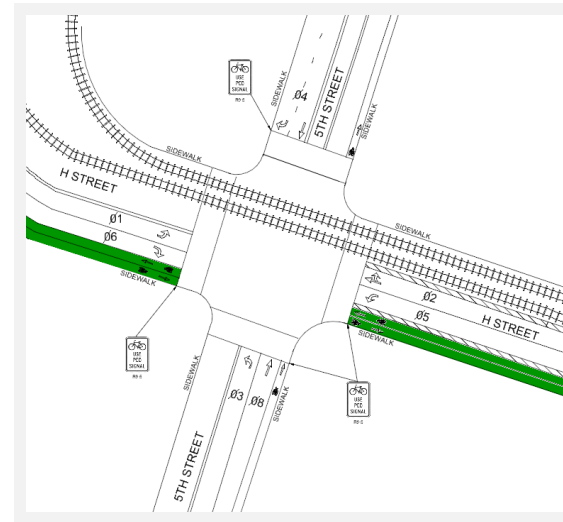 USE
PED
SIGNAL
R9-5
SIDEWALK
Ø4
5TH STREET
SIDEWALK
SIDEWALK
H STREET
Ø1
Ø6
SIDEWALK
SIDEWALK
Ø2
Ø5
H STREET
SIDEWALK
USE
PED
SIGNAL
R9-5
USE
PED
SIGNAL
R9-5
SIDEWALK
Ø3
Ø8
SIDEWALK
5TH STREET